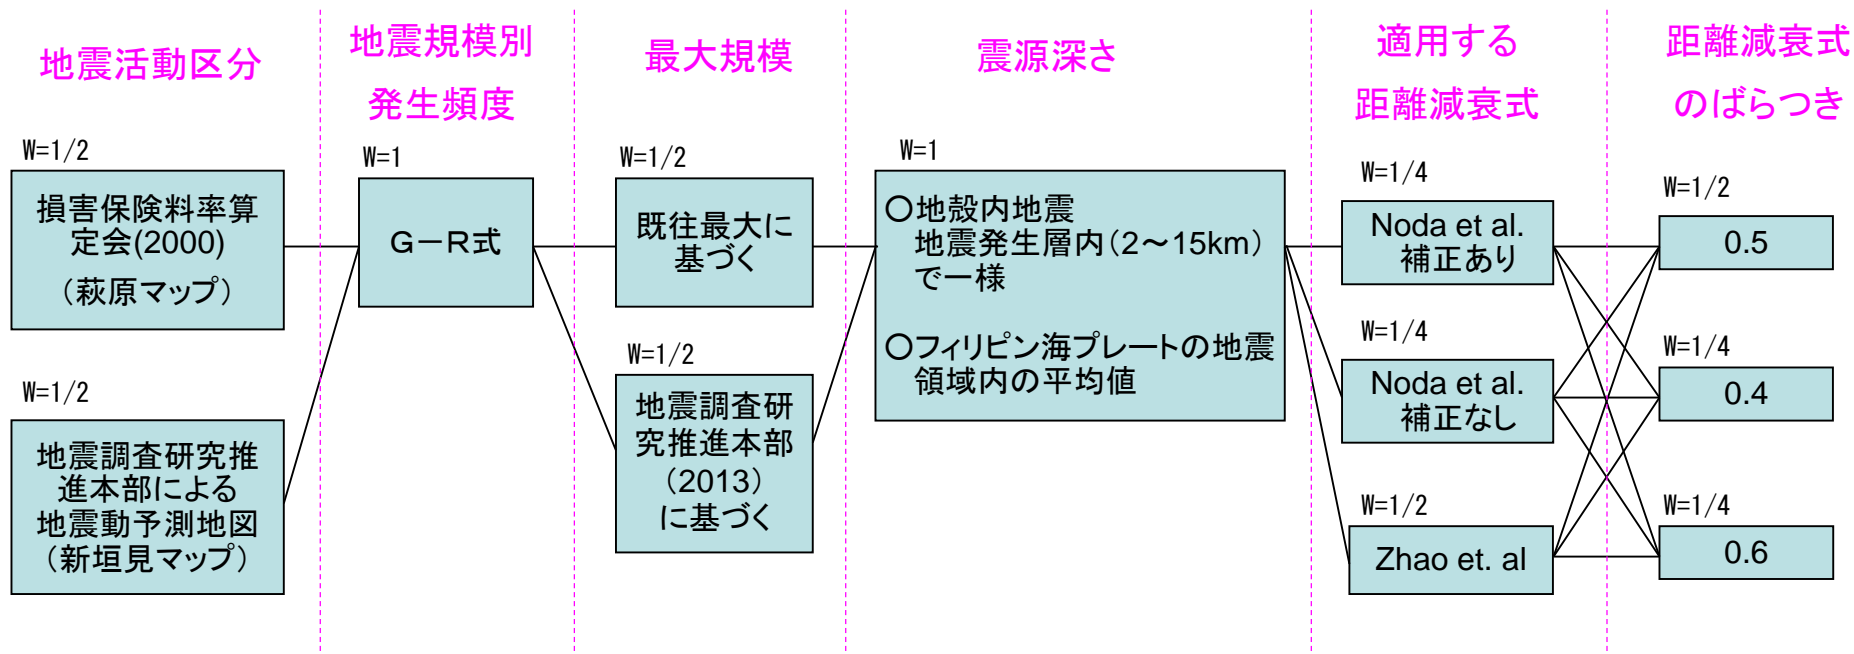 地震活動区分
W=1/2
損害保険料率算
定会(2000)
（萩原マップ）
W=1/2
地震調査研究推
進本部による
地震動予測地図
（新垣見マップ）
地震規模別
発生頻度
W=1
G－R式
最大規模
W=1/2
既往最大に
基づく
W=1/2
地震調査研
究推進本部
（2013）
に基づく
震源深さ
W=1
○地殻内地震
地震発生層内（2～15km）
で一様
○フィリピン海プレートの地震
領域内の平均値
適用する
距離減衰式
W=1/4
Noda et al.
補正あり
W=1/4
Noda et al.
補正なし
W=1/2
Zhao et. al
距離減衰式
のばらつき
W=1/2
0.5
W=1/4
0.4
W=1/4
0.6